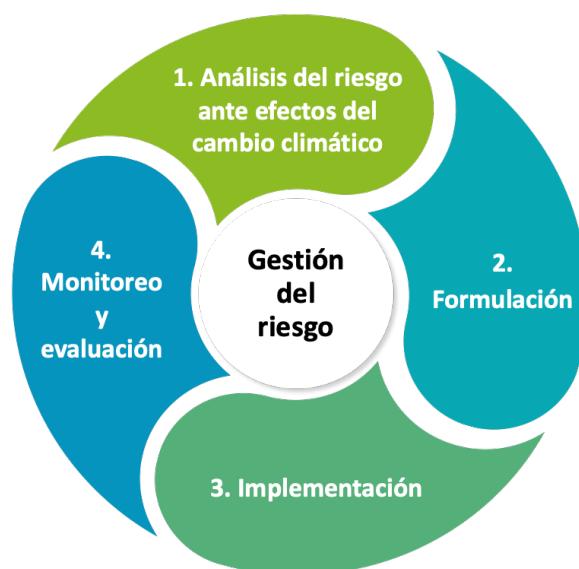 1. Análisis del riesgo
ante efectos del
cambio climático
2.
Formulación
3. Implementación
4.
Monitoreo
y
evaluación
Gestión
del
riesgo